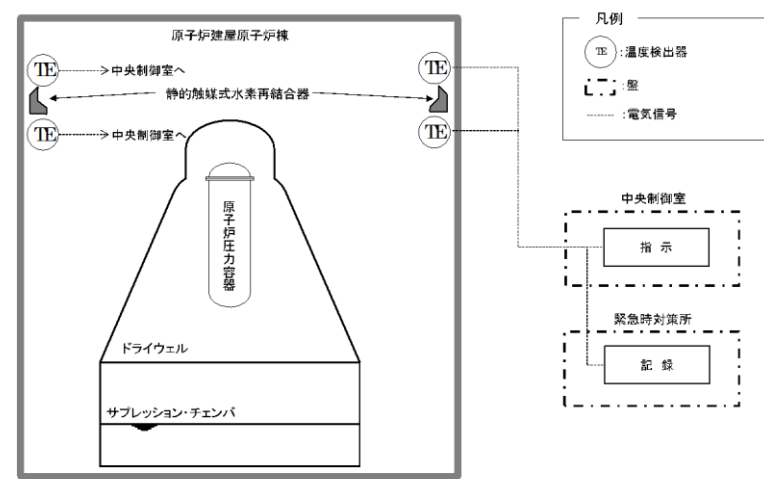 原子炉建屋原子炉棟
TE
中央制御室へ
静的触媒式水素再結合器
TE
中央制御室へ
TE
TE
原子炉圧力容器
ドライウェル
サプレッション・チェンバ
凡例
TE :温度検出器
:盤
:電気信号
中央制御室
指示
緊急時対策所
記録